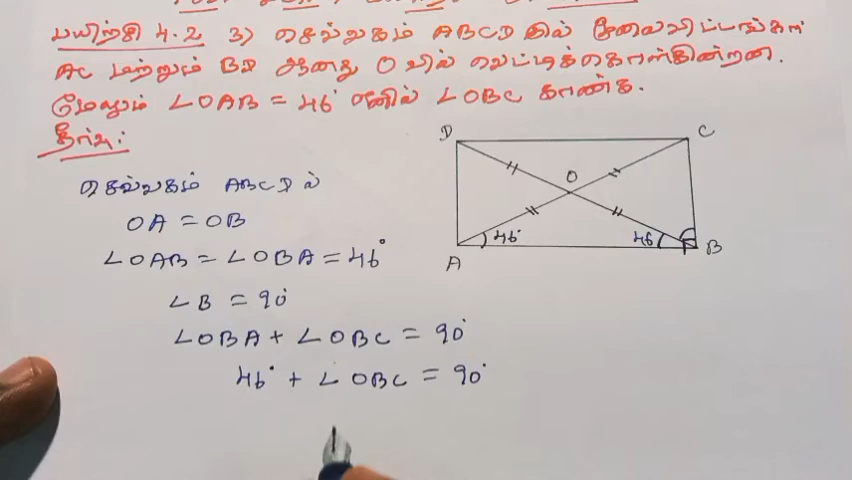 பயிற்சி 4.2 3) செவ்வகம் ABCD இல் மூலைவிட்டங்கள்
AC மற்றும் BD ஆனது O வில் வெட்டிக்கொள்கின்றன.
மேலும் ∠OAB = 46° எனில் ∠OBC காண்க.
தீர்வு:
செவ்வகம் ABCD ல்
OA = OB
∠OAB = ∠OBA = 46°
∠B = 90°
∠OBA + ∠OBC = 90°
46° + ∠OBC = 90°
D
C
O
46°
46
A
B